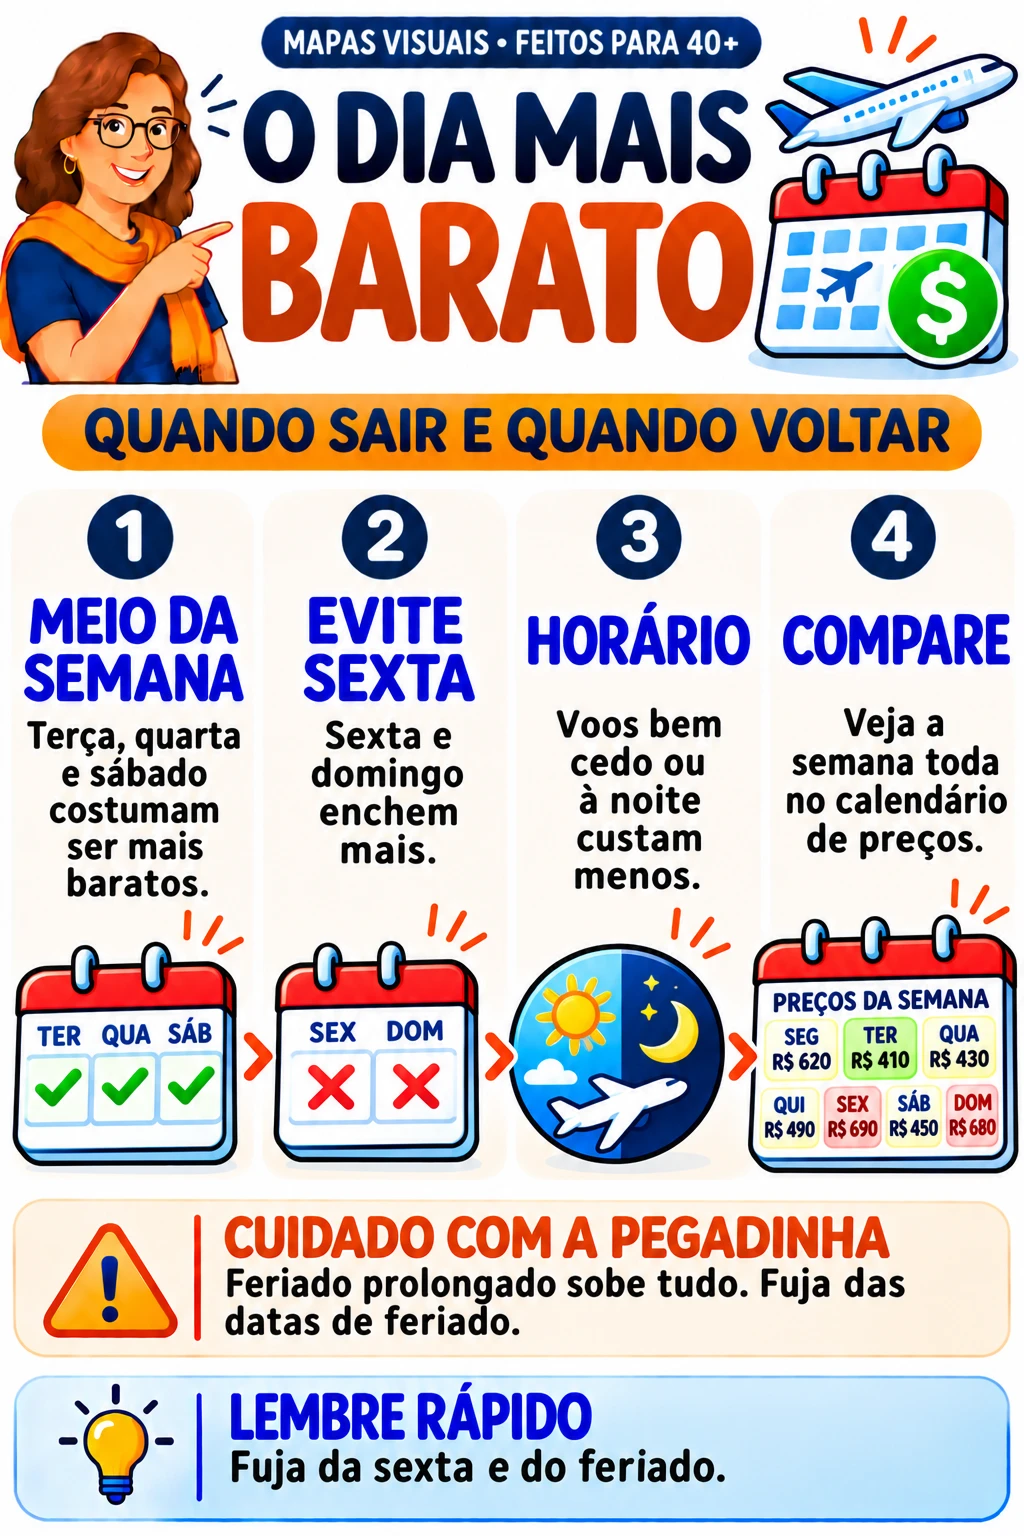 MAPAS VISUAIS • FEITOS PARA 40+
O DIA MAIS
BARATO
$
QUANDO SAIR E QUANDO VOLTAR
1
MEIO DA
SEMANA
Terça, quarta
e sábado
costumam
ser mais
baratos.
TER QUA SÁB
2
EVITE
SEXTA
Sexta e
domingo
enchem
mais.
SEX DOM
3
HORÁRIO
Voos bem
cedo ou
à noite
custam
menos.
4
COMPARE
Veja a
semana toda
no calendário
de preços.
PREÇOS DA SEMANA
SEG TER QUA
R$ 620 R$ 410 R$ 430
QUI SEX SÁB DOM
R$ 490 R$ 690 R$ 450 R$ 680
CUIDADO COM A PEGADINHA
Feriado prolongado sobe tudo. Fuja das
datas de feriado.
LEMBRE RÁPIDO
Fuja da sexta e do feriado.